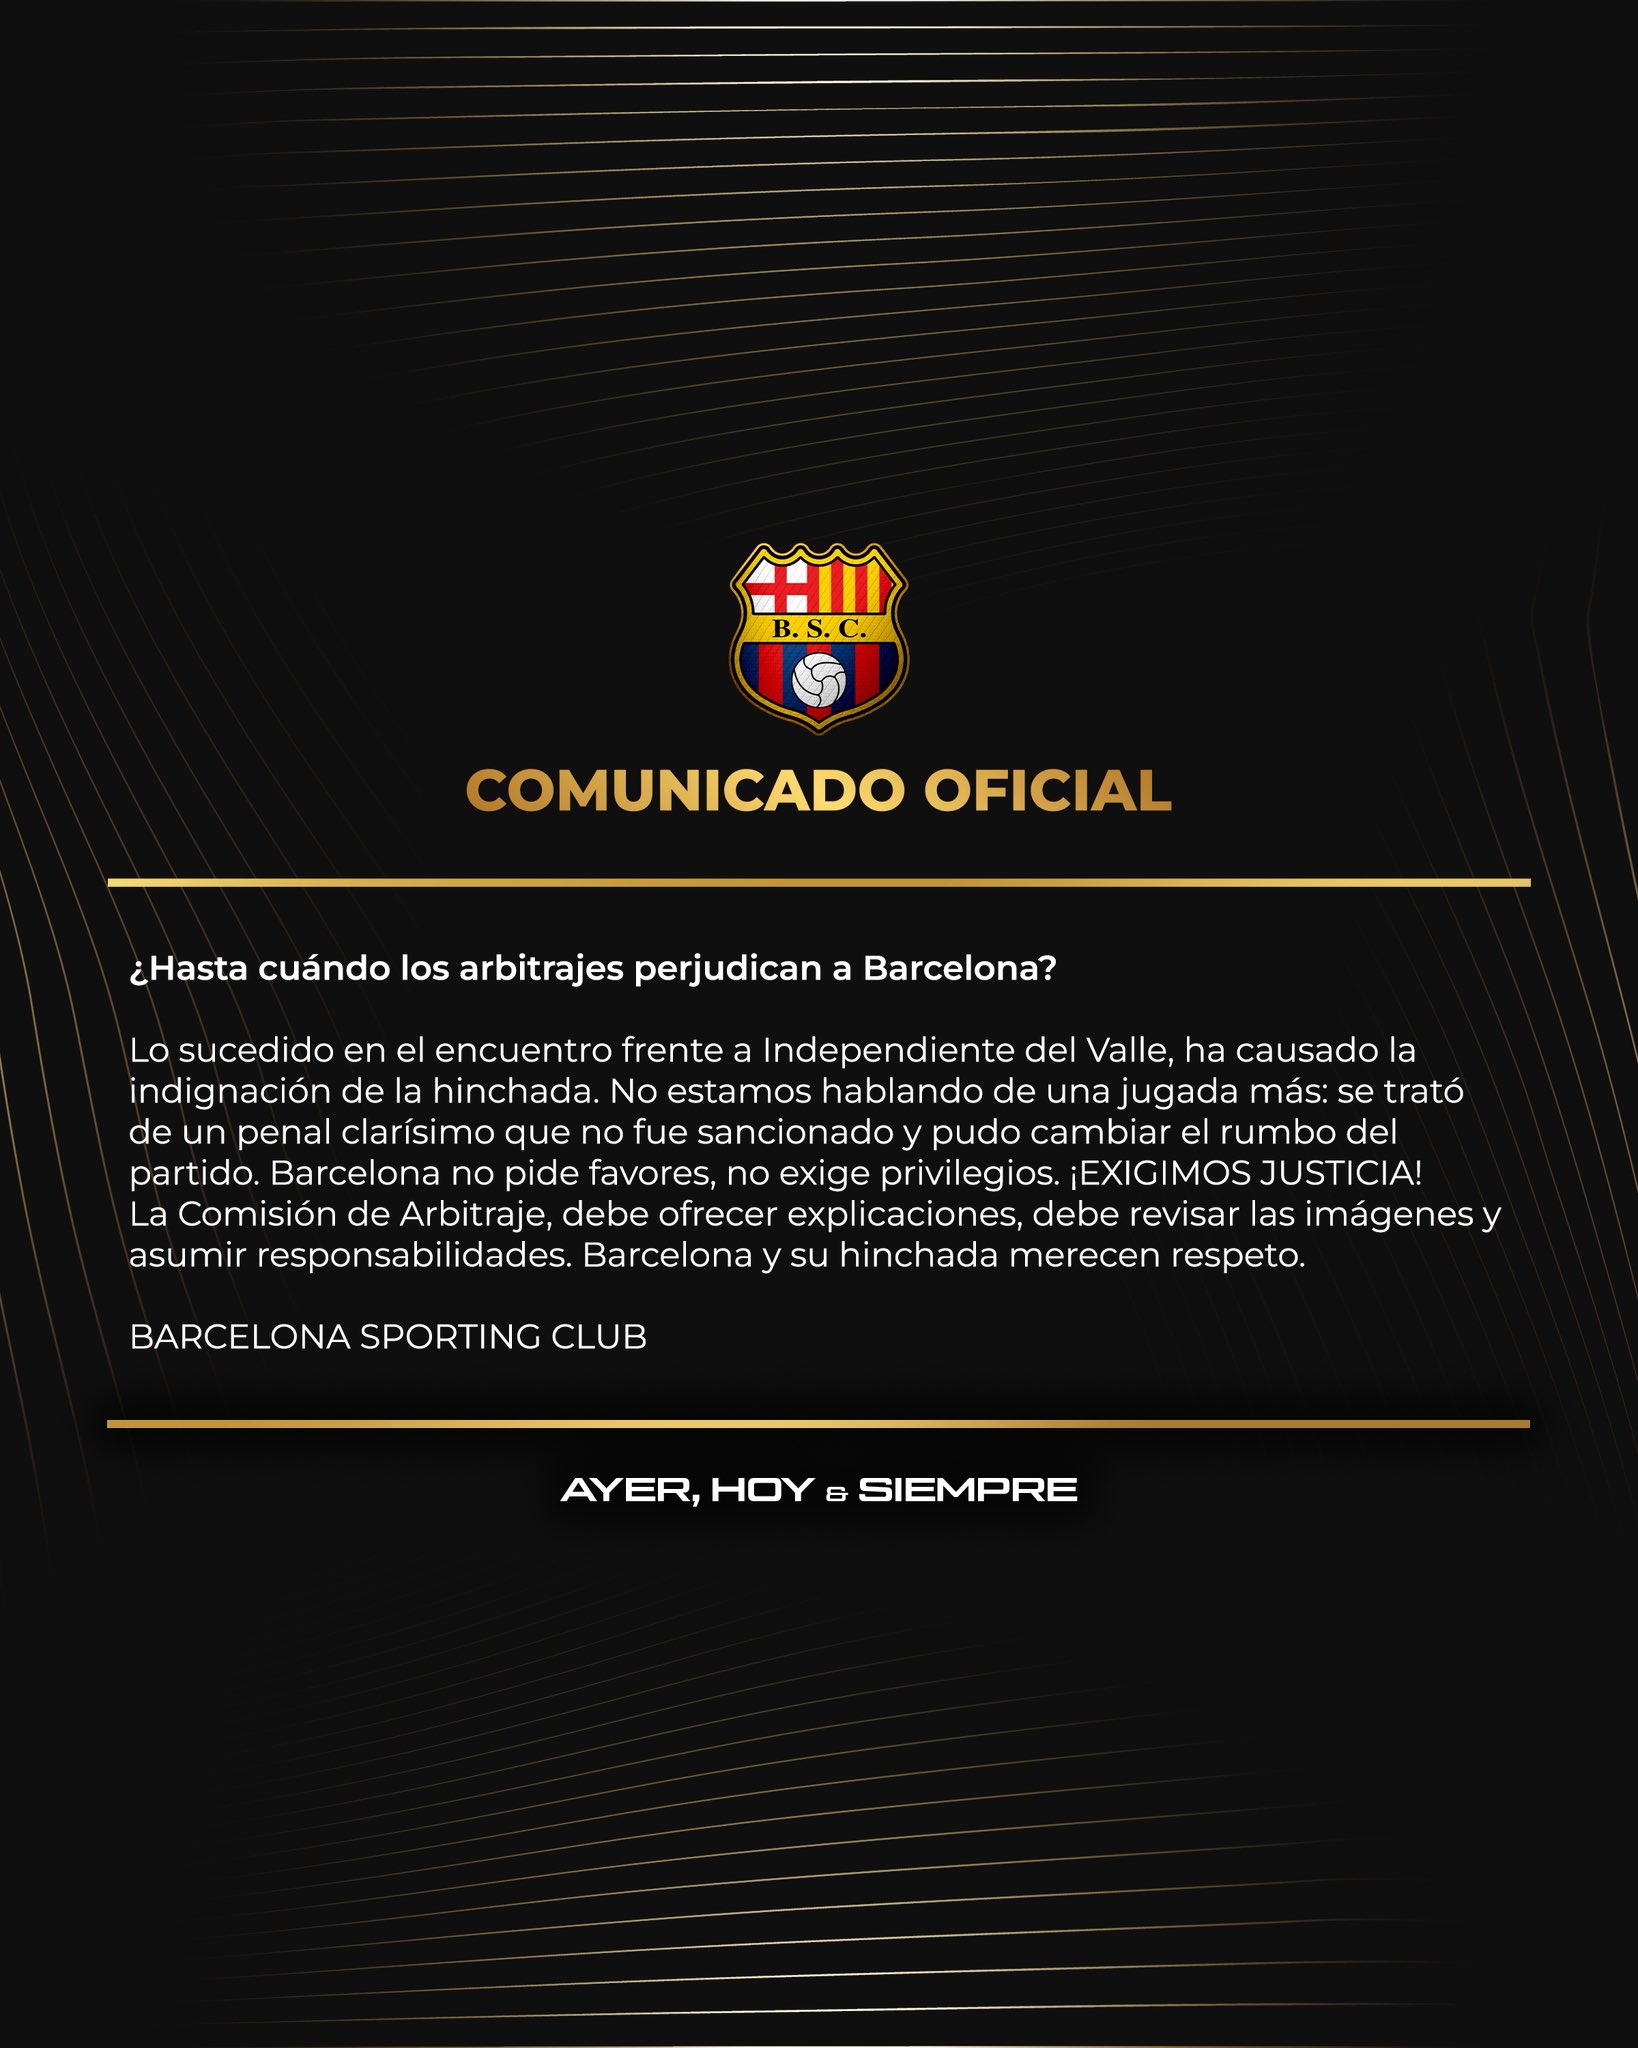 B. S. C.
COMUNICADO OFICIAL
¿Hasta cuándo los arbitrajes perjudican a Barcelona?
Lo sucedido en el encuentro frente a Independiente del Valle, ha causado la
indignación de la hinchada. No estamos hablando de una jugada más: se trató
de un penal clarísimo que no fue sancionado y pudo cambiar el rumbo del
partido. Barcelona no pide favores, no exige privilegios. ¡EXIGIMOS JUSTICIA!
La Comisión de Arbitraje, debe ofrecer explicaciones, debe revisar las imágenes y
asumir responsabilidades. Barcelona y su hinchada merecen respeto.
BARCELONA SPORTING CLUB
AYER, HOY & SIEMPRE